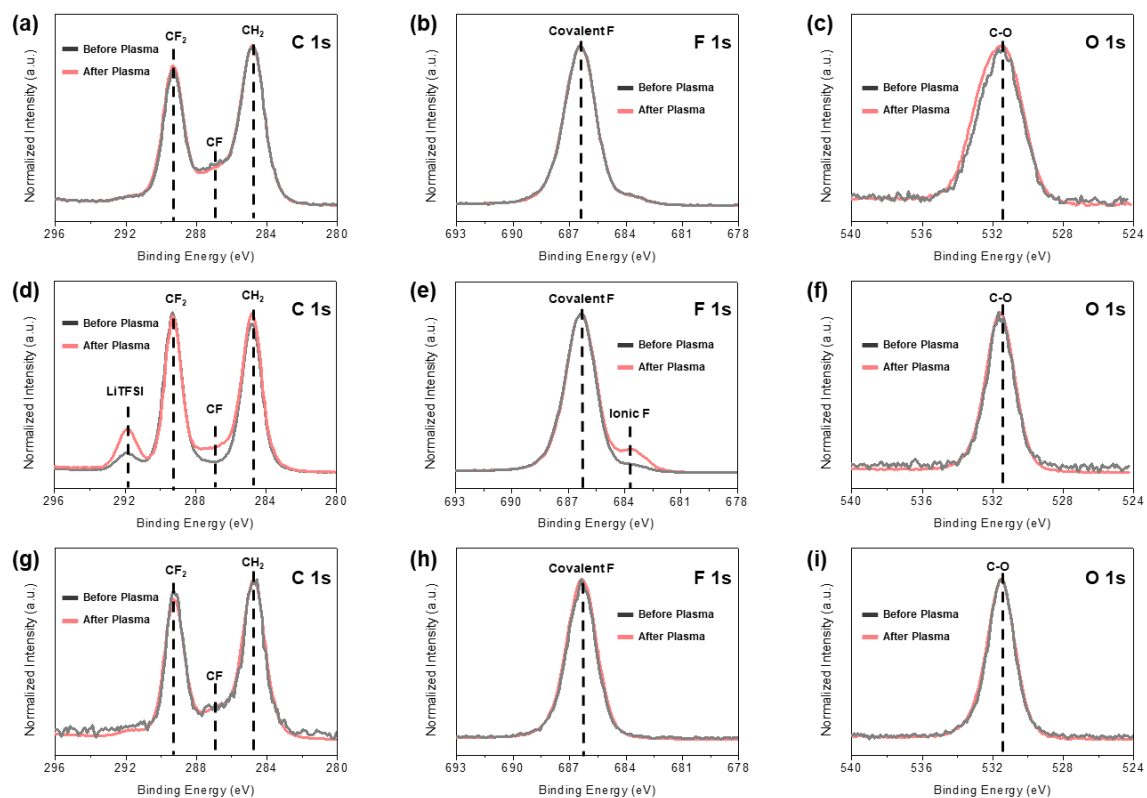 (a)
C 1s
CF₂
CH₂
CF
Before Plasma
After Plasma
Normalized Intensity (a.u.)
296 292 288 284 280
Binding Energy (eV)
(b)
F 1s
Covalent F
Before Plasma
After Plasma
Normalized Intensity (a.u.)
693 690 687 684 681 678
Binding Energy (eV)
(c)
O 1s
C-O
Before Plasma
After Plasma
Normalized Intensity (a.u.)
540 536 532 528 524
Binding Energy (eV)
(d)
C 1s
CF₂
CH₂
Before Plasma
After Plasma
LiTFSI
CF
Normalized Intensity (a.u.)
296 292 288 284 280
Binding Energy (eV)
(e)
F 1s
Covalent F
Before Plasma
After Plasma
Ionic F
Normalized Intensity (a.u.)
693 690 687 684 681 678
Binding Energy (eV)
(f)
O 1s
C-O
Before Plasma
After Plasma
Normalized Intensity (a.u.)
540 536 532 528 524
Binding Energy (eV)
(g)
C 1s
CF₂
CH₂
Before Plasma
After Plasma
CF
Normalized Intensity (a.u.)
296 292 288 284 280
Binding Energy (eV)
(h)
F 1s
Covalent F
Before Plasma
After Plasma
Normalized Intensity (a.u.)
693 690 687 684 681 678
Binding Energy (eV)
(i)
O 1s
C-O
Before Plasma
After Plasma
Normalized Intensity (a.u.)
540 536 532 528 524
Binding Energy (eV)